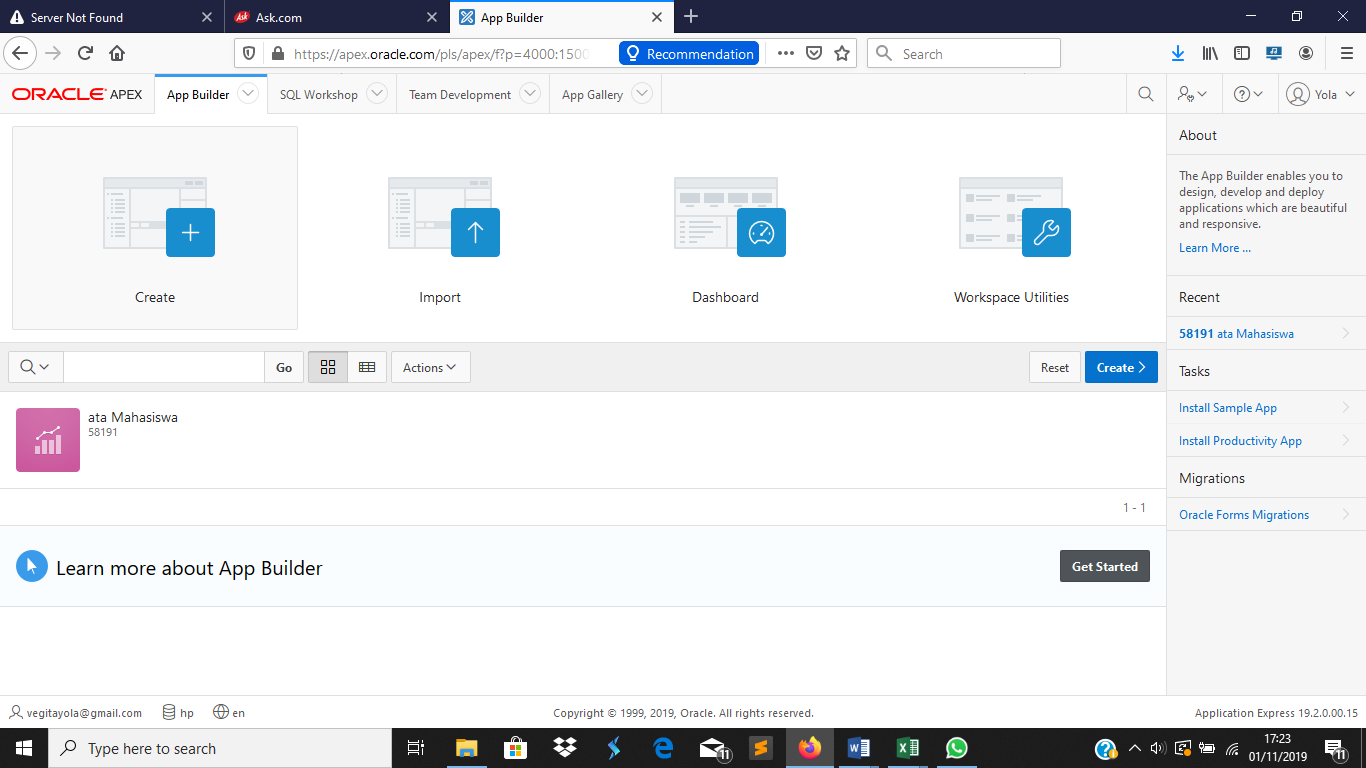 Server Not Found
Ask.com
App Builder
https://apex.oracle.com/pls/apex/f?p=4000:1500
Recommendation
Search
ORACLE APEX
App Builder
SQL Workshop
Team Development
App Gallery
Yola
Create
Import
Dashboard
Workspace Utilities
About
The App Builder enables you to
design, develop and deploy
applications which are beautiful
and responsive.
Learn More ...
Recent
58191 ata Mahasiswa
Tasks
Install Sample App
Install Productivity App
Migrations
Oracle Forms Migrations
Go
Actions
Reset
Create
ata Mahasiswa
58191
1 - 1
Learn more about App Builder
Get Started
vegitayola@gmail.com
hp
en
Copyright © 1999, 2019, Oracle. All rights reserved.
Application Express 19.2.0.00.15
Type here to search
11
17:23
01/11/2019
11